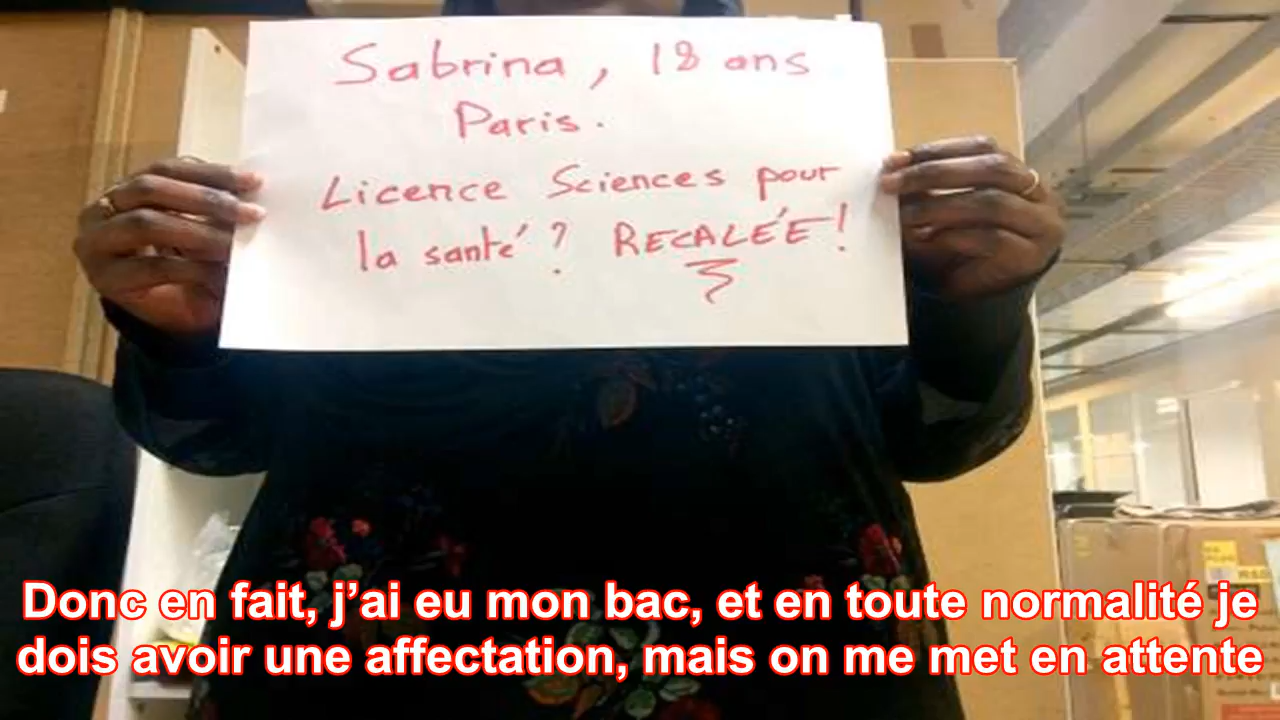 Sabrina, 18 ans
Paris.
Licence Sciences pour
la santé ? RECALÉE !
Donc en fait, j’ai eu mon bac, et en toute normalité je
dois avoir une affectation, mais on me met en attente